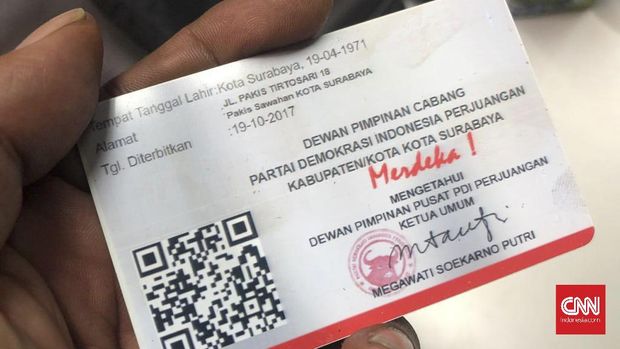 Tempat Tanggal Lahir:Kota Surabaya, 19-04-1971
Alamat
JL. PAKIS TIRTOSARI 18
Pakis Sawahan KOTA SURABAYA
Tgl. Diterbitkan
:19-10-2017
DEWAN PIMPINAN CABANG
PARTAI DEMOKRASI INDONESIA PERJUANGAN
KABUPATEN/KOTA KOTA SURABAYA
Merdeka !
MENGETAHUI
DEWAN PIMPINAN PUSAT PDI PERJUANGAN
KETUA UMUM
MEGAWATI SOEKARNO PUTRI
CNN
Indonesia.com